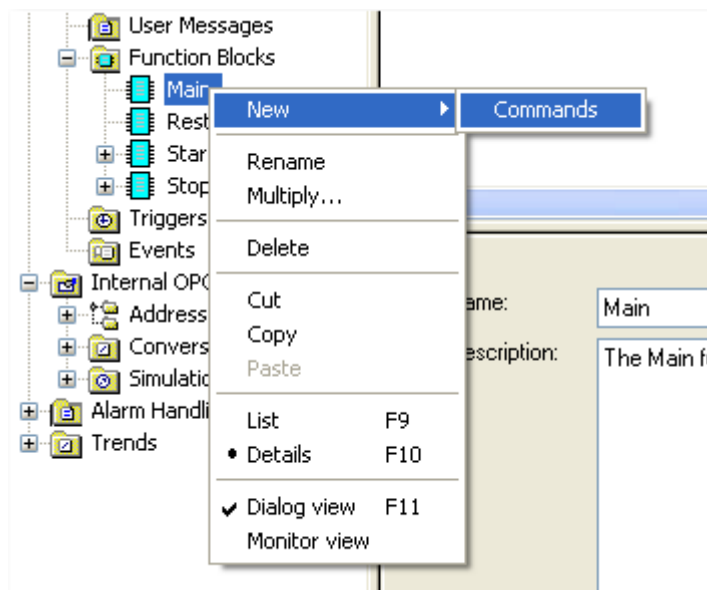 User Messages
Function Blocks
Main
Rest
Star
Stop
Triggers
Events
Internal OPC
Address
Convers
Simulatio
Alarm Handli
Trends
New
Commands
Rename
Multiply...
Delete
Cut
Copy
Paste
List F9
Details F10
Dialog view F11
Monitor view
ame:
Main
escription:
The Main f